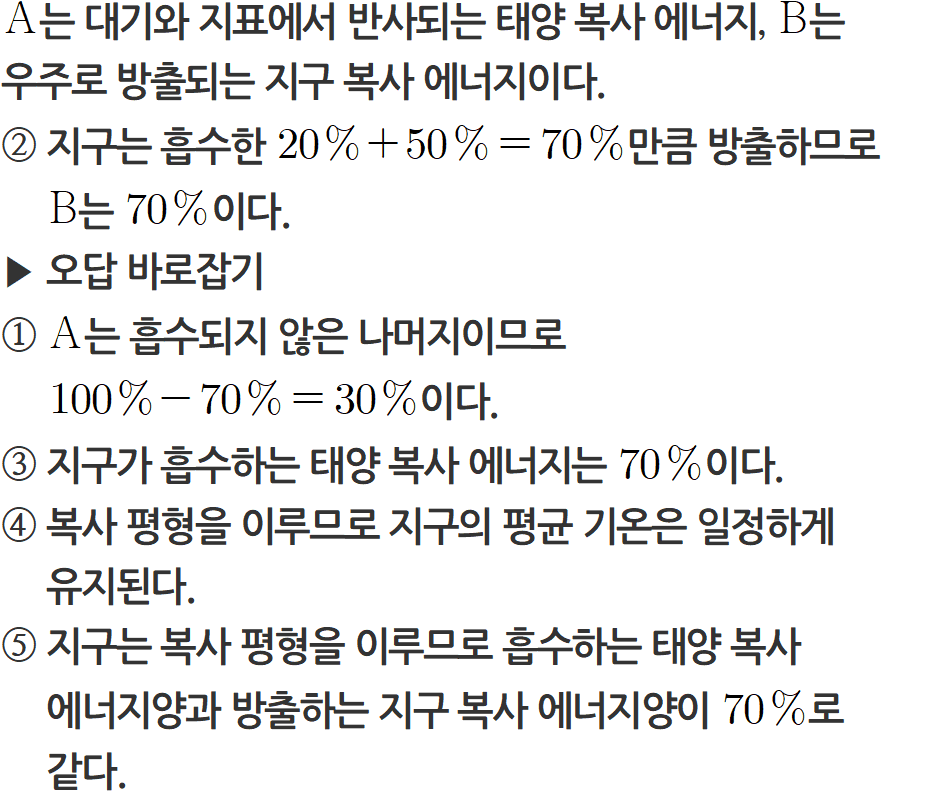 A는 대기와 지표에서 반사되는 태양 복사 에너지, B는
우주로 방출되는 지구 복사 에너지이다.
② 지구는 흡수한 20%+50%=70%만큼 방출하므로
B는 70%이다.
▶ 오답 바로잡기
① A는 흡수되지 않은 나머지이므로
100%-70%=30%이다.
③ 지구가 흡수하는 태양 복사 에너지는 70%이다.
④ 복사 평형을 이루므로 지구의 평균 기온은 일정하게
유지된다.
⑤ 지구는 복사 평형을 이루므로 흡수하는 태양 복사
에너지양과 방출하는 지구 복사 에너지양이 70%로
같다.